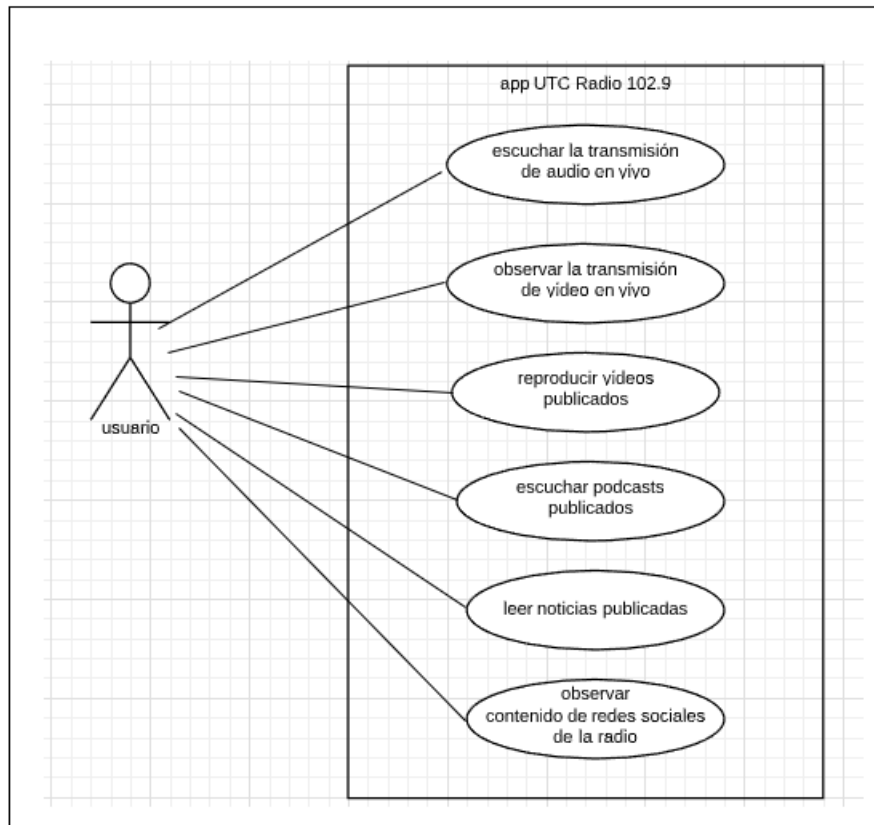 app UTC Radio 102.9
escuchar la transmisión
de audio en vivo
observar la transmisión
de video en vivo
reproducir videos
publicados
usuario
escuchar podcasts
publicados
leer noticias publicadas
observar
contenido de redes sociales
de la radio